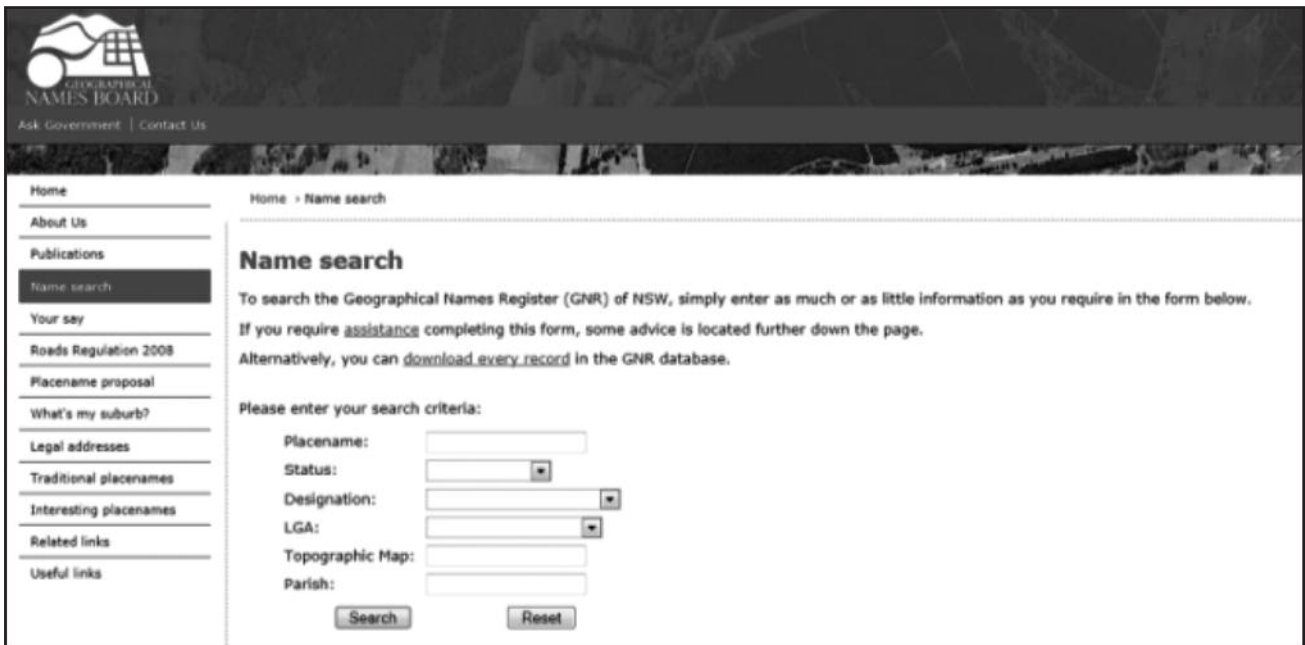 GEOGRAPHICAL
NAMES BOARD
Ask Government | Contact Us
Home
About Us
Publications
Name search
Your say
Roads Regulation 2008
Placename proposal
What's my suburb?
Legal addresses
Traditional placenames
Interesting placenames
Related links
Useful links
Home > Name search
Name search
To search the Geographical Names Register (GNR) of NSW, simply enter as much or as little information as you require in the form below.
If you require assistance completing this form, some advice is located further down the page.
Alternatively, you can download every record in the GNR database.
Please enter your search criteria:
Placename:
Status:
Designation:
LGA:
Topographic Map:
Parish:
Search Reset